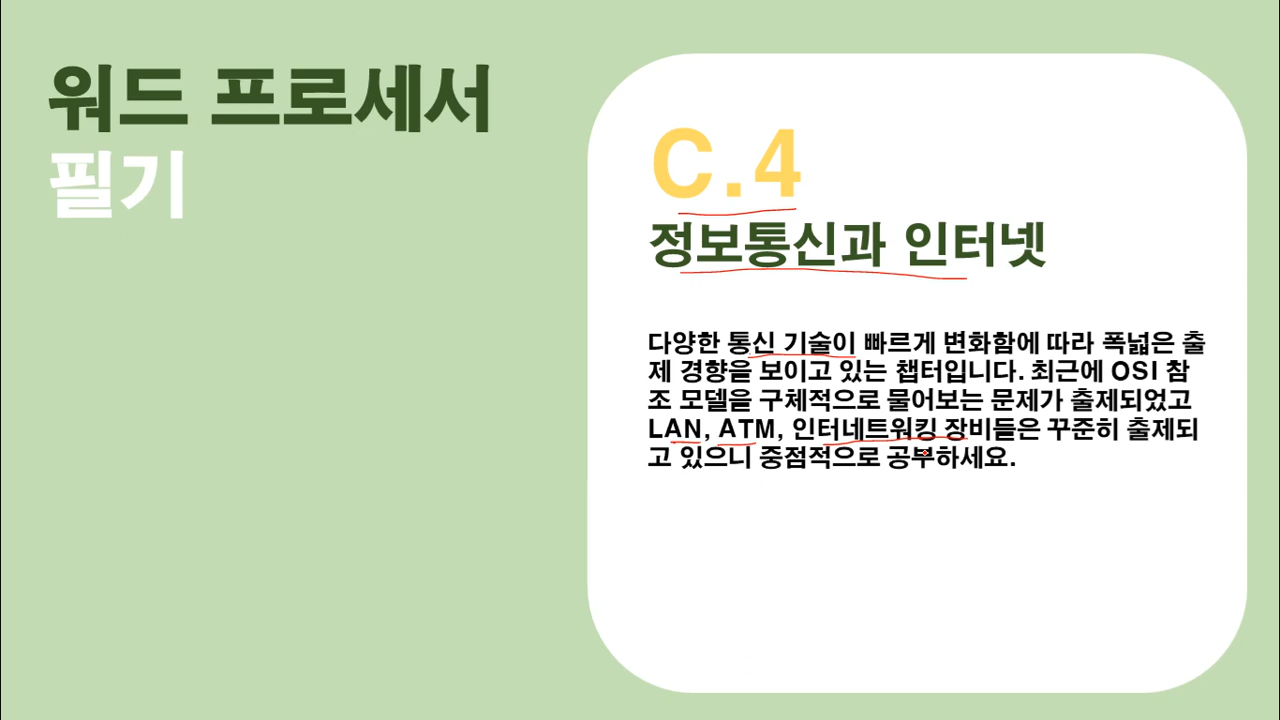 워드 프로세서
필기
C.4
정보통신과 인터넷
다양한 통신 기술이 빠르게 변화함에 따라 폭넓은 출
제 경향을 보이고 있는 챕터입니다. 최근에 OSI 참
조 모델을 구체적으로 물어보는 문제가 출제되었고
LAN, ATM, 인터네트워킹 장비들은 꾸준히 출제되
고 있으니 중점적으로 공부하세요.